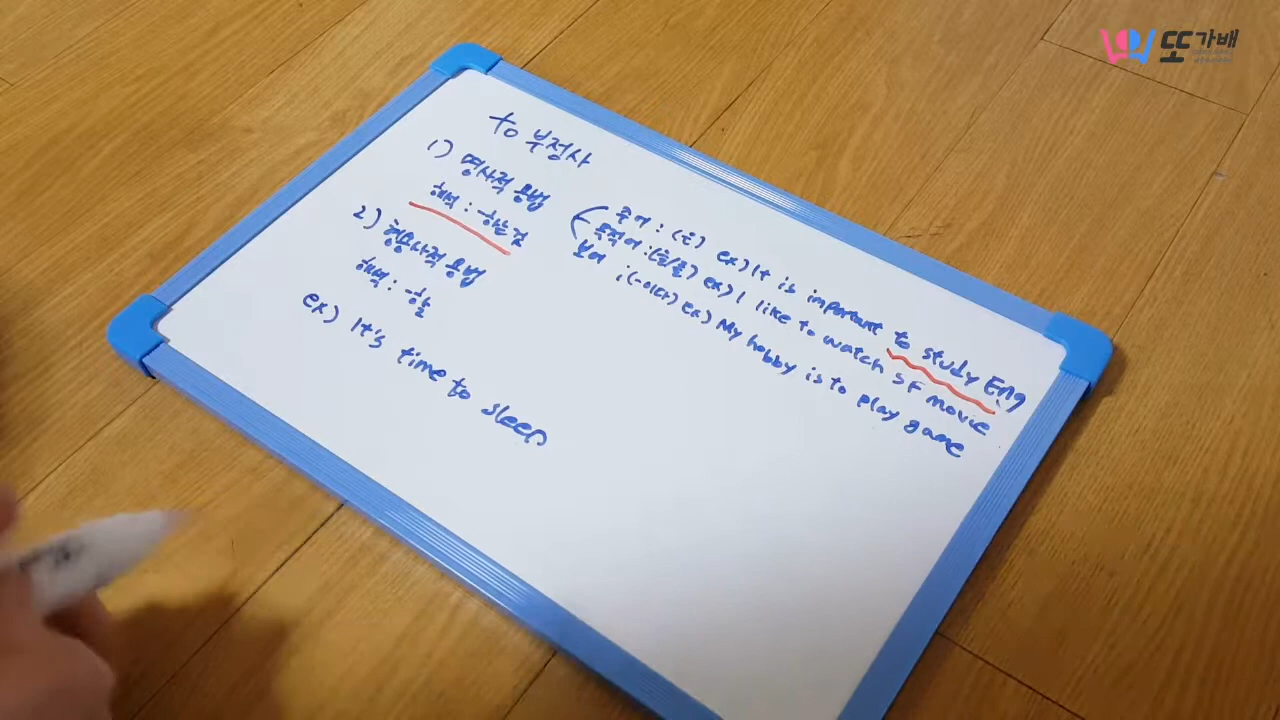 to 부정사
1) 명사적 용법
해석 : ~하는 것
주어 : (는) ex) It is important to study Eng
목적어 : (을/를) ex) I like to watch SF movie
보어 : (~이다) ex) My hobby is to play game
2) 형용사적 용법
해석 : ~할
ex) It's time to sleep
또가배